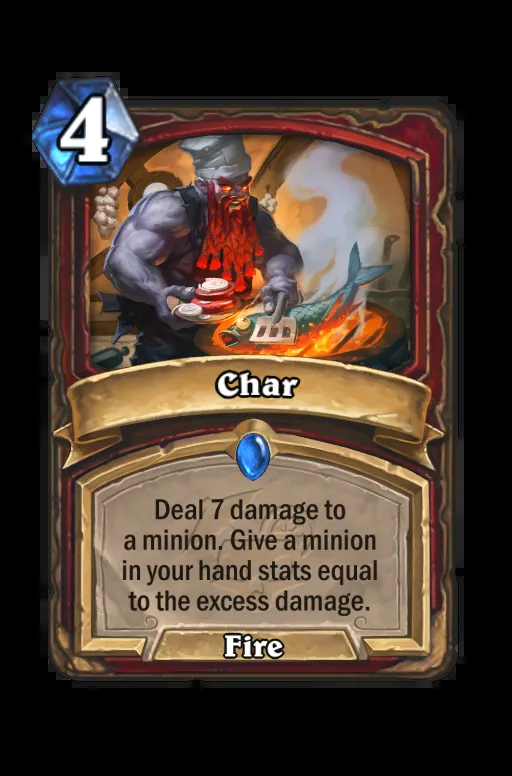 4
Char
Deal 7 damage to
a minion. Give a minion
in your hand stats equal
to the excess damage.
Fire